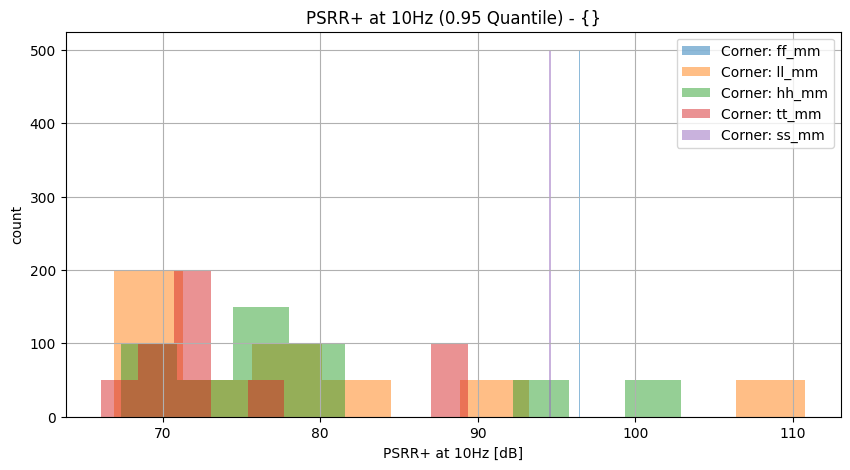 PSRR+ at 10Hz (0.95 Quantile) - {}
500
400
300
200
100
0
count
Corner: ff_mm
Corner: ll_mm
Corner: hh_mm
Corner: tt_mm
Corner: ss_mm
70 80 90 100 110
PSRR+ at 10Hz [dB]